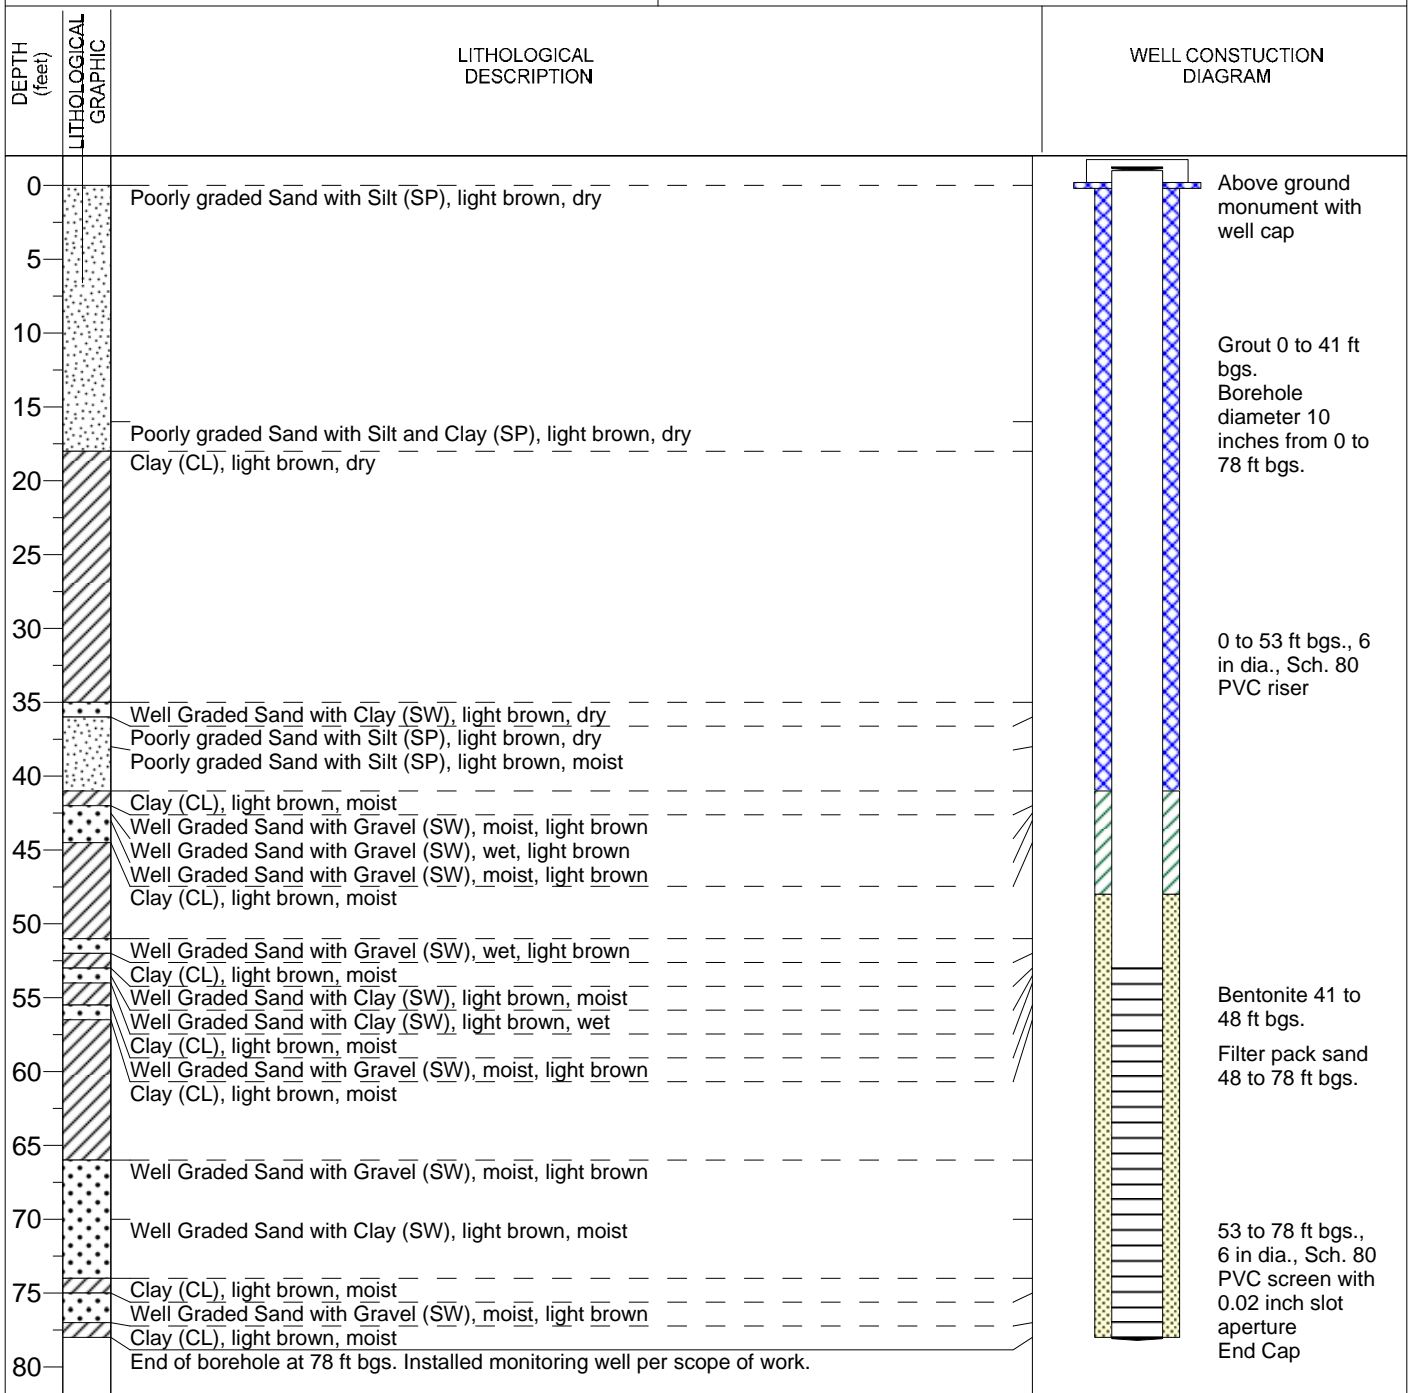 DEPTH
(feet)
LITHOLOGICAL
GRAPHIC
LITHOLOGICAL
DESCRIPTION
WELL CONSTUCTION
DIAGRAM
0
5
10
15
20
25
30
35
40
45
50
55
60
65
70
75
80
Poorly graded Sand with Silt (SP), light brown, dry
Poorly graded Sand with Silt and Clay (SP), light brown, dry
Clay (CL), light brown, dry
Well Graded Sand with Clay (SW), light brown, dry
Poorly graded Sand with Silt (SP), light brown, dry
Poorly graded Sand with Silt (SP), light brown, moist
Clay (CL), light brown, moist
Well Graded Sand with Gravel (SW), moist, light brown
Well Graded Sand with Gravel (SW), wet, light brown
Well Graded Sand with Gravel (SW), moist, light brown
Clay (CL), light brown, moist
Well Graded Sand with Gravel (SW), wet, light brown
Clay (CL), light brown, moist
Well Graded Sand with Clay (SW), light brown, moist
Well Graded Sand with Clay (SW), light brown, wet
Clay (CL), light brown, moist
Well Graded Sand with Gravel (SW), moist, light brown
Clay (CL), light brown, moist
Well Graded Sand with Gravel (SW), moist, light brown
Well Graded Sand with Clay (SW), light brown, moist
Clay (CL), light brown, moist
Well Graded Sand with Gravel (SW), moist, light brown
Clay (CL), light brown, moist
End of borehole at 78 ft bgs. Installed monitoring well per scope of work.
Above ground
monument with
well cap
Grout 0 to 41 ft
bgs.
Borehole
diameter 10
inches from 0 to
78 ft bgs.
0 to 53 ft bgs., 6
in dia., Sch. 80
PVC riser
Bentonite 41 to
48 ft bgs.
Filter pack sand
48 to 78 ft bgs.
53 to 78 ft bgs.,
6 in dia., Sch. 80
PVC screen with
0.02 inch slot
aperture
End Cap